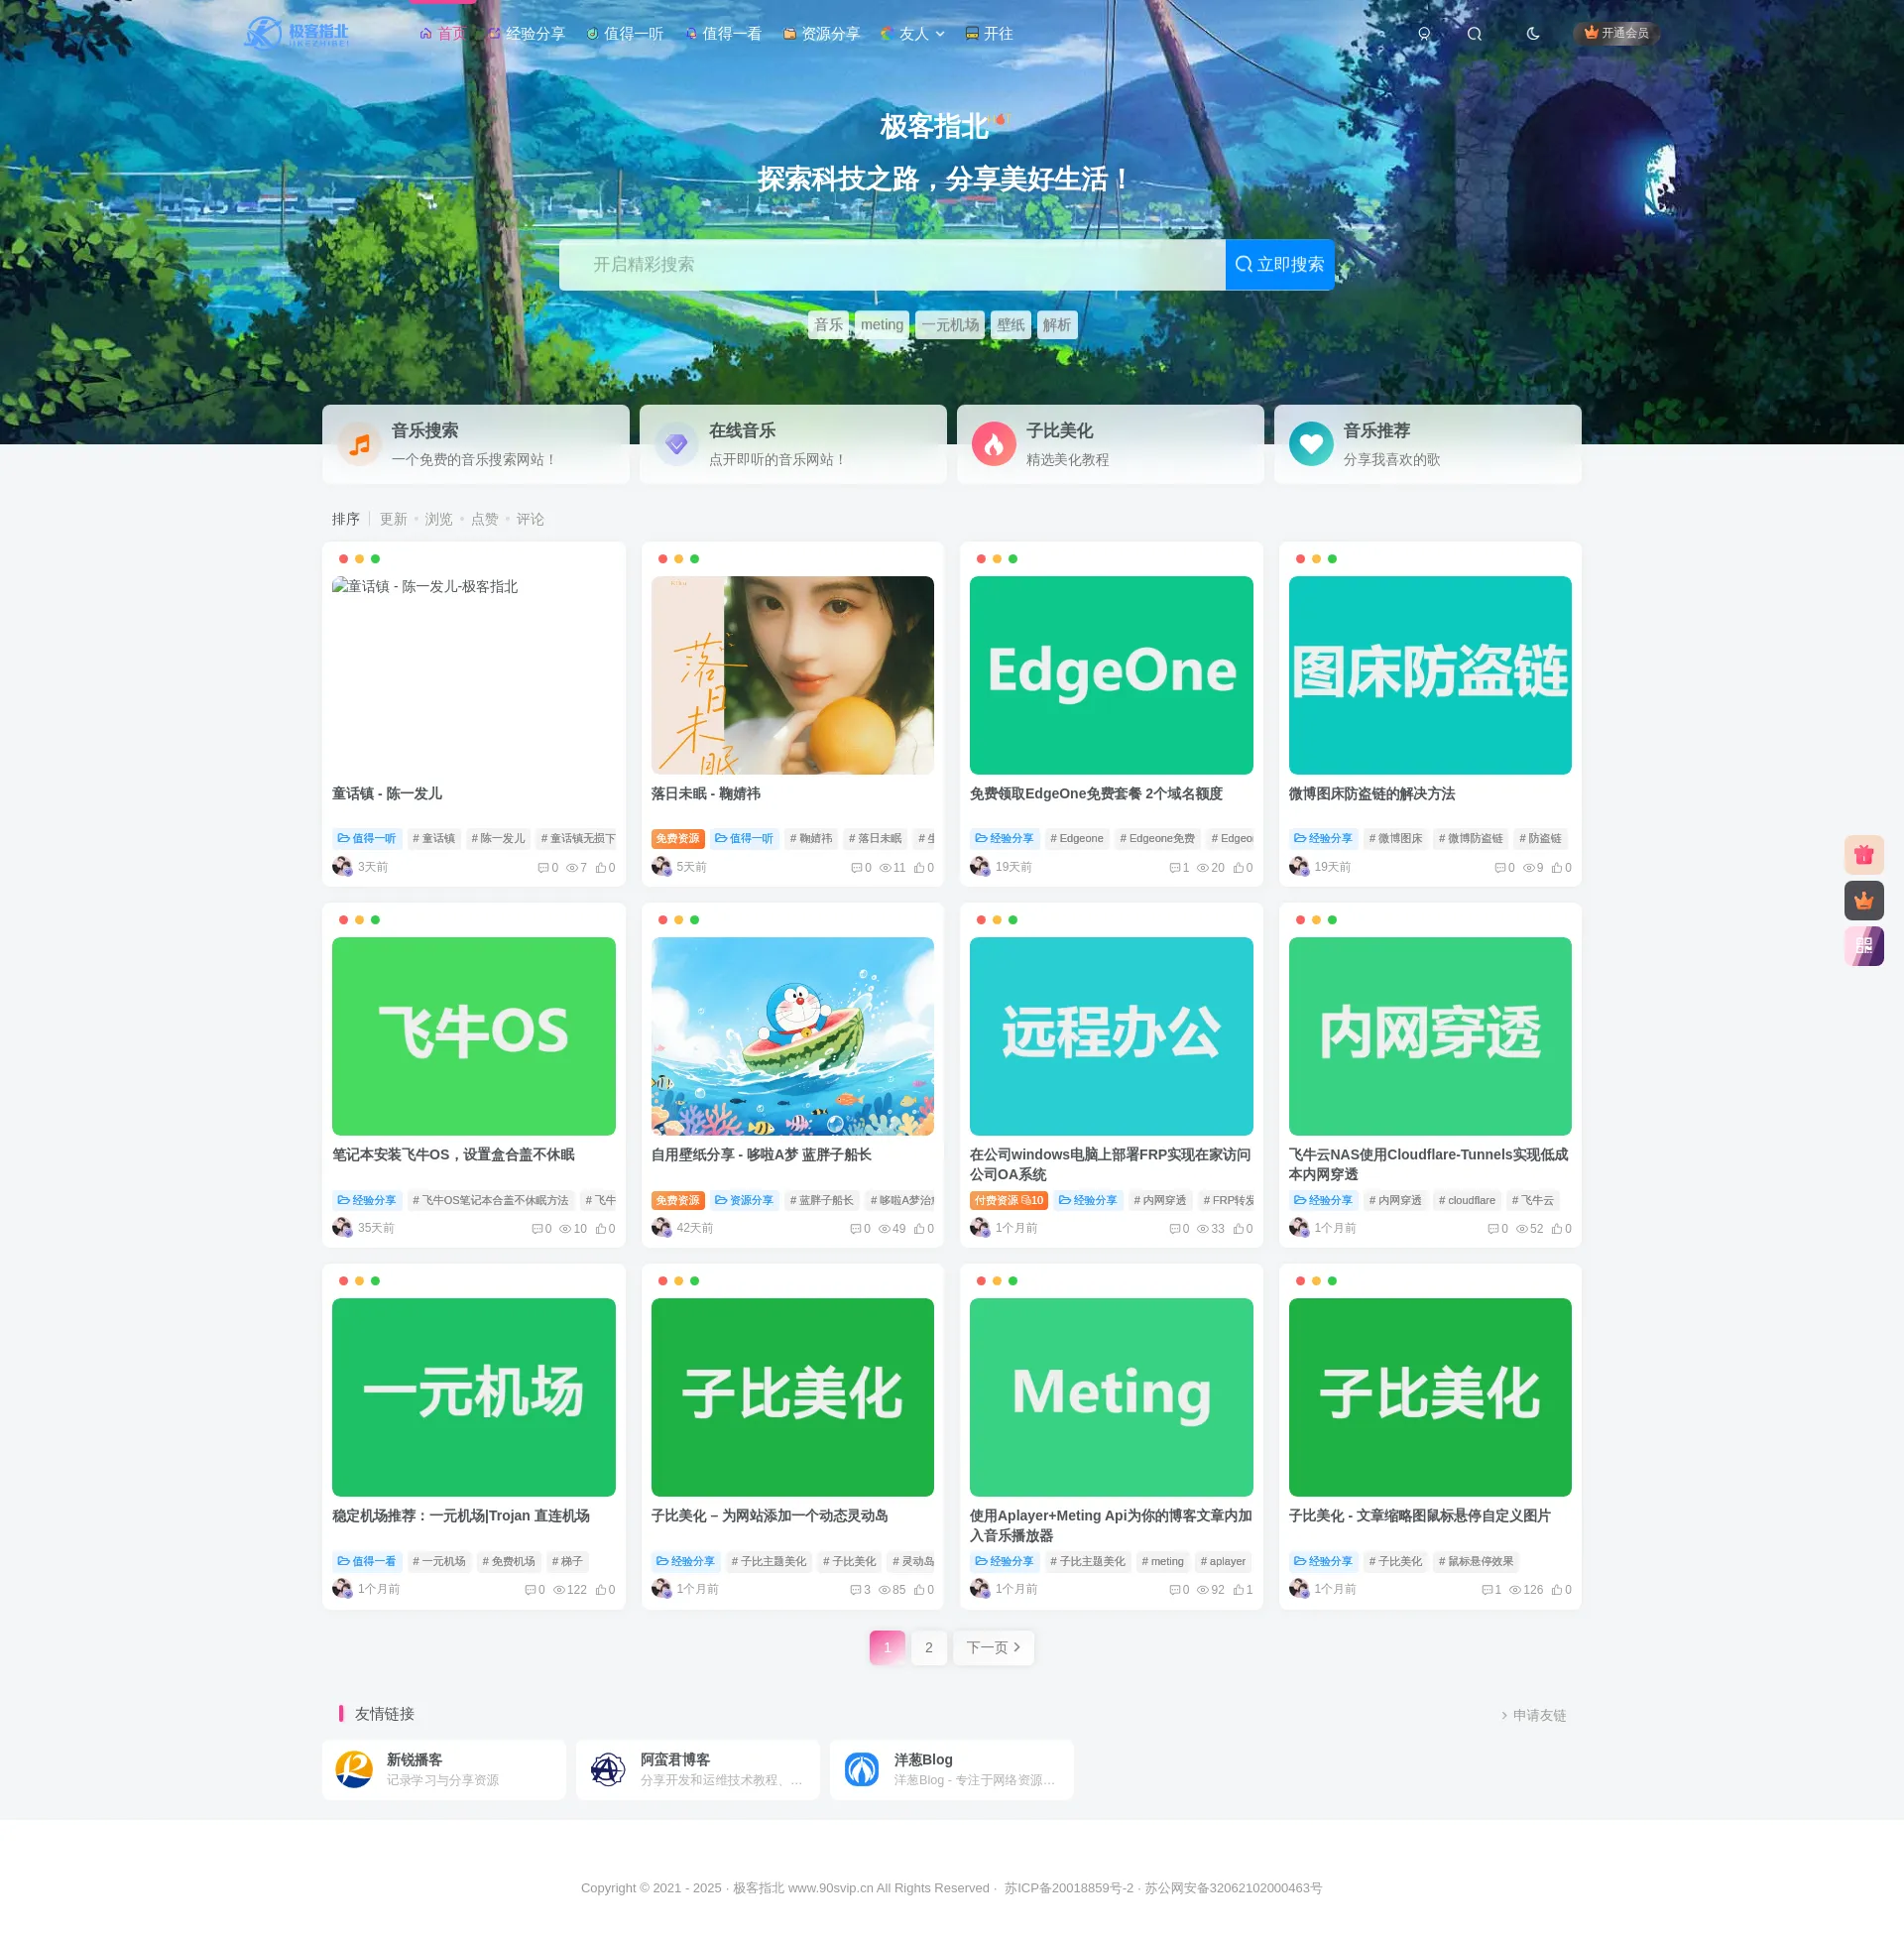 极客指北
JIKEZHIBEI
首页 经验分享 值得一听 值得一看 资源分享 友人 开往
开通会员
极客指北
探索科技之路，分享美好生活！
开启精彩搜索
立即搜索
音乐 meting 一元机场 壁纸 解析
音乐搜索
一个免费的音乐搜索网站！
在线音乐
点开即听的音乐网站！
子比美化
精选美化教程
音乐推荐
分享我喜欢的歌
排序 更新 浏览 点赞 评论
童话镇 - 陈一发儿-极客指北
童话镇 - 陈一发儿
值得一听 # 童话镇 # 陈一发儿 # 童话镇无损下
3天前 0 7 0
落日未眠
落日未眠 - 鞠婧祎
免费资源 值得一听 # 鞠婧祎 # 落日未眠
5天前 0 11 0
EdgeOne
免费领取EdgeOne免费套餐 2个域名额度
经验分享 # Edgeone # Edgeone免费 # Edgeo
19天前 1 20 0
图床防盗链
微博图床防盗链的解决方法
经验分享 # 微博图床 # 微博防盗链 # 防盗链
19天前 0 9 0
飞牛OS
笔记本安装飞牛OS，设置盒合盖不休眠
经验分享 # 飞牛OS笔记本合盖不休眠方法 # 飞牛
35天前 0 10 0
自用壁纸分享 - 哆啦A梦 蓝胖子船长
免费资源 资源分享 # 蓝胖子船长 # 哆啦A梦治
42天前 0 49 0
远程办公
在公司windows电脑上部署FRP实现在家访问
公司OA系统
付费资源 10 经验分享 # 内网穿透 # FRP转发
1个月前 0 33 0
内网穿透
飞牛云NAS使用Cloudflare-Tunnels实现低成
本内网穿透
经验分享 # 内网穿透 # cloudflare # 飞牛云
1个月前 0 52 0
一元机场
稳定机场推荐：一元机场|Trojan 直连机场
值得一看 # 一元机场 # 免费机场 # 梯子
1个月前 0 122 0
子比美化
子比美化 – 为网站添加一个动态灵动岛
经验分享 # 子比主题美化 # 子比美化 # 灵动岛
1个月前 3 85 0
Meting
使用Aplayer+Meting Api为你的博客文章内加
入音乐播放器
经验分享 # 子比主题美化 # meting # aplayer
1个月前 0 92 1
子比美化
子比美化 - 文章缩略图鼠标悬停自定义图片
经验分享 # 子比美化 # 鼠标悬停效果
1个月前 1 126 0
1 2 下一页
友情链接
申请友链
新锐播客
记录学习与分享资源
阿蛮君博客
分享开发和运维技术教程、...
洋葱Blog
洋葱Blog - 专注于网络资源...
Copyright © 2021 - 2025 · 极客指北 www.90svip.cn All Rights Reserved · 苏ICP备20018859号-2 · 苏公网安备32062102000463号